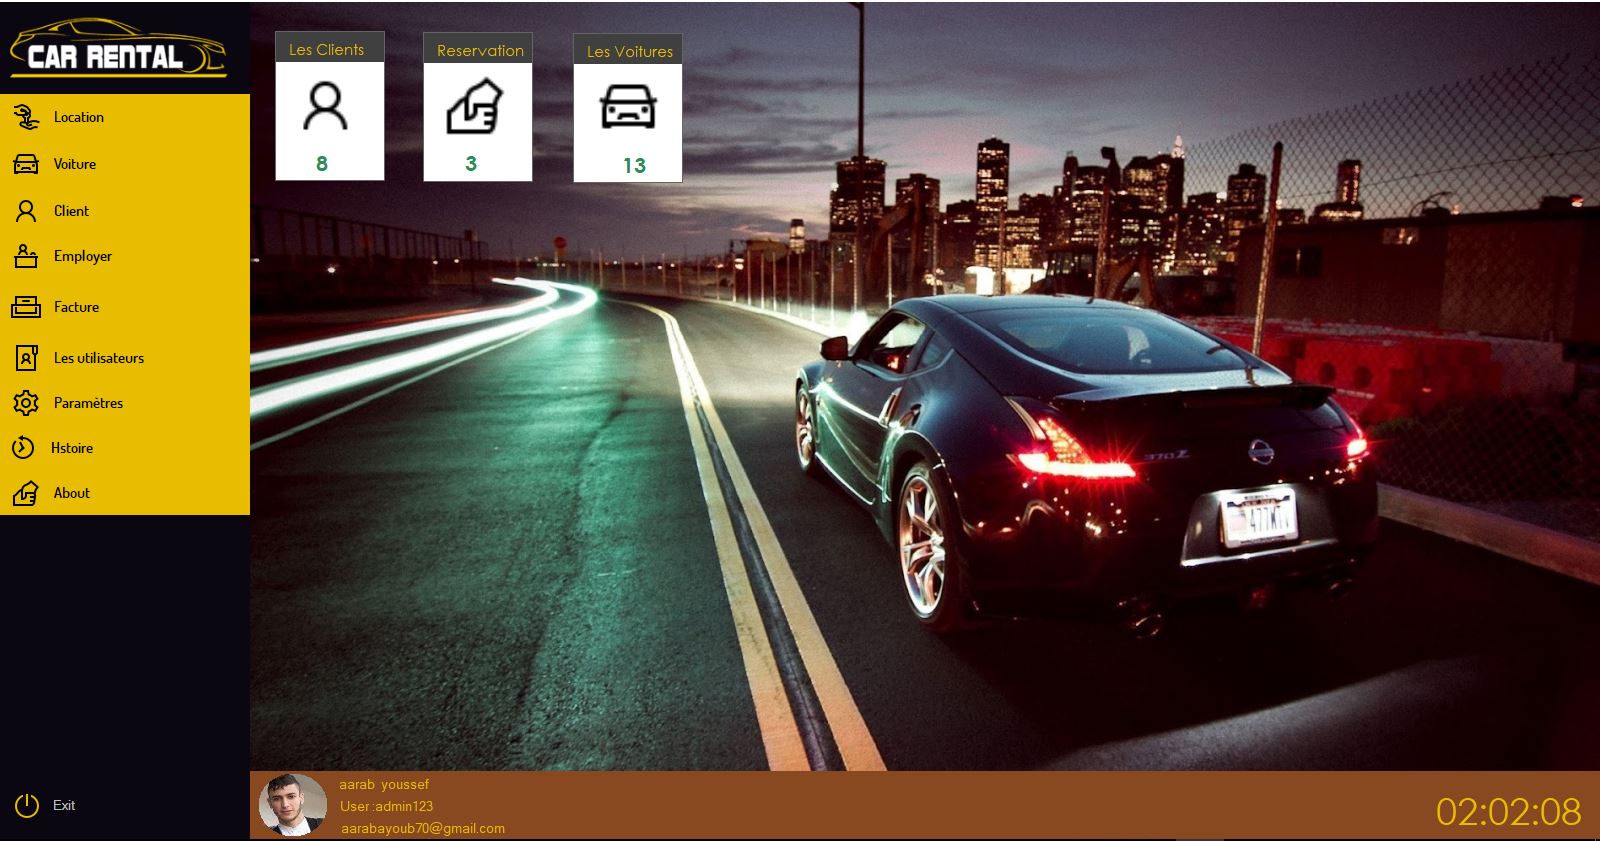 CAR RENTAL
Location
Voiture
Client
Employer
Facture
Les utilisateurs
Paramètres
Hstoire
About
Exit
Les Clients
8
Reservation
3
Les Voitures
13
370Z
aarab youssef
User :admin123
aarabayoub70@gmail.com
02:02:08